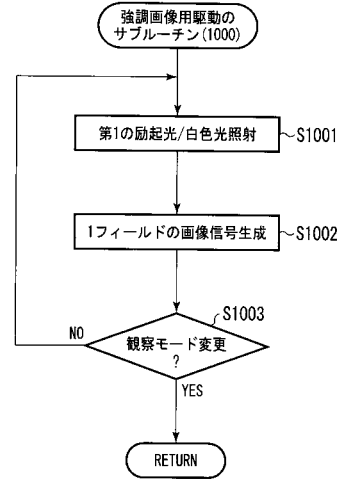 強調画像用駆動の
サブルーチン(1000)
第1の励起光/白色光照射
S1001
1フィールドの画像信号生成
S1002
S1003
観察モード変更
?
NO
YES
RETURN